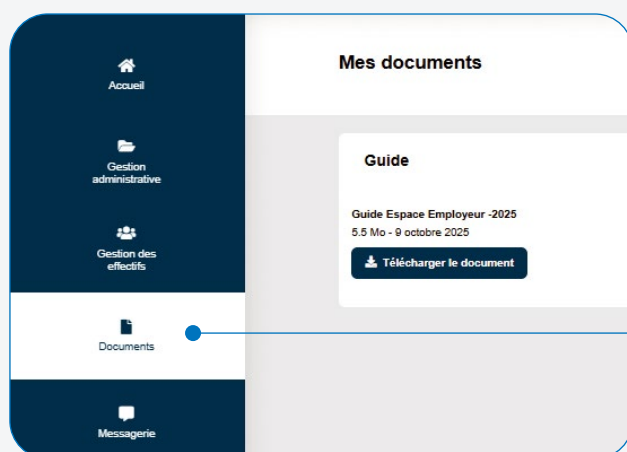 Accueil
Gestion
administrative
Gestion des
effectifs
Documents
Messagerie
Mes documents
Guide
Guide Espace Employeur -2025
5.5 Mo - 9 octobre 2025
Télécharger le document